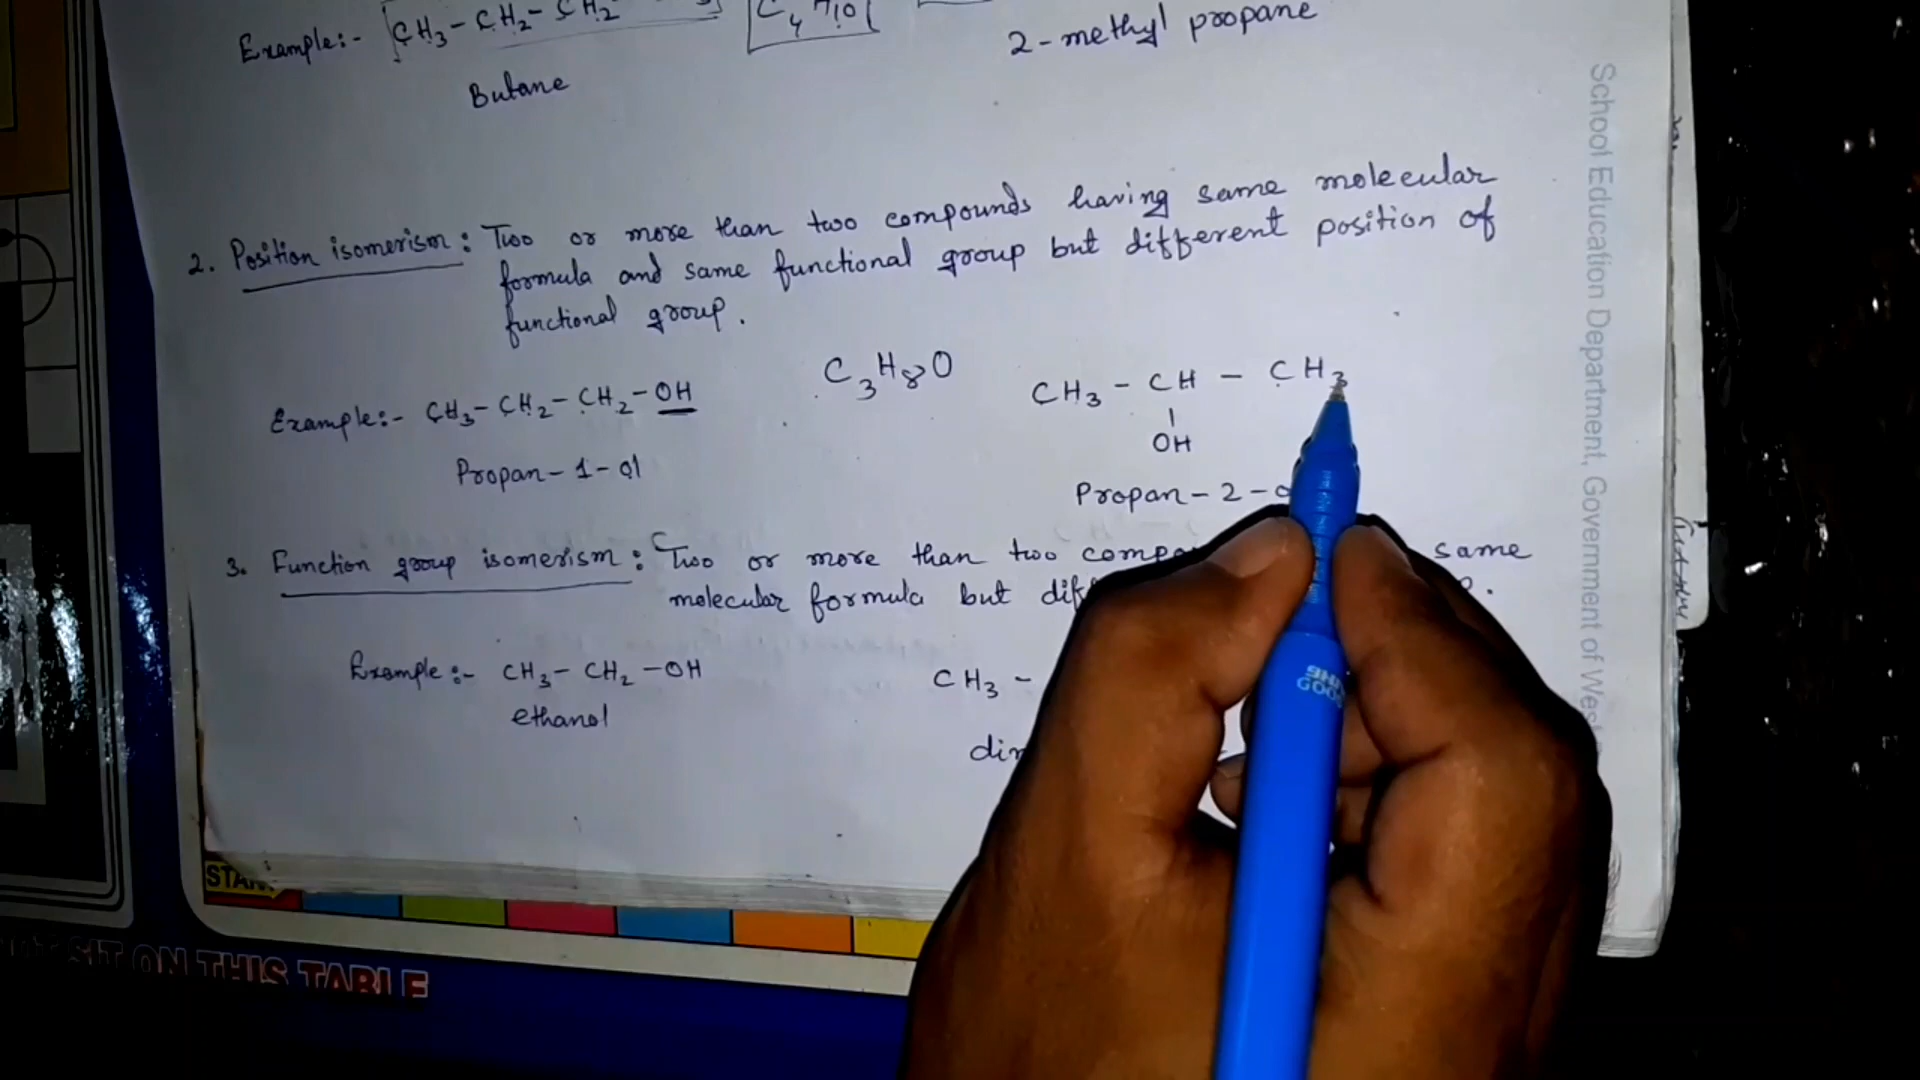 Example:- CH3 - CH2 - CH2 C4H10
Butane
2-methyl propane
2. Position isomerism: Two or more than two compounds having same molecular
formula and same functional group but different position of
functional group.
Example:- CH3 - CH2 - CH2 - OH
C3H8O
CH3 - CH - CH3
OH
Propan-1-ol
Propan-2-
3. Function group isomerism: Two or more than two same
molecular formula but
Example:- CH3 - CH2 - OH
ethanol
CH3 -
START
SIT ON THIS TABLE
School Education Department, Government of